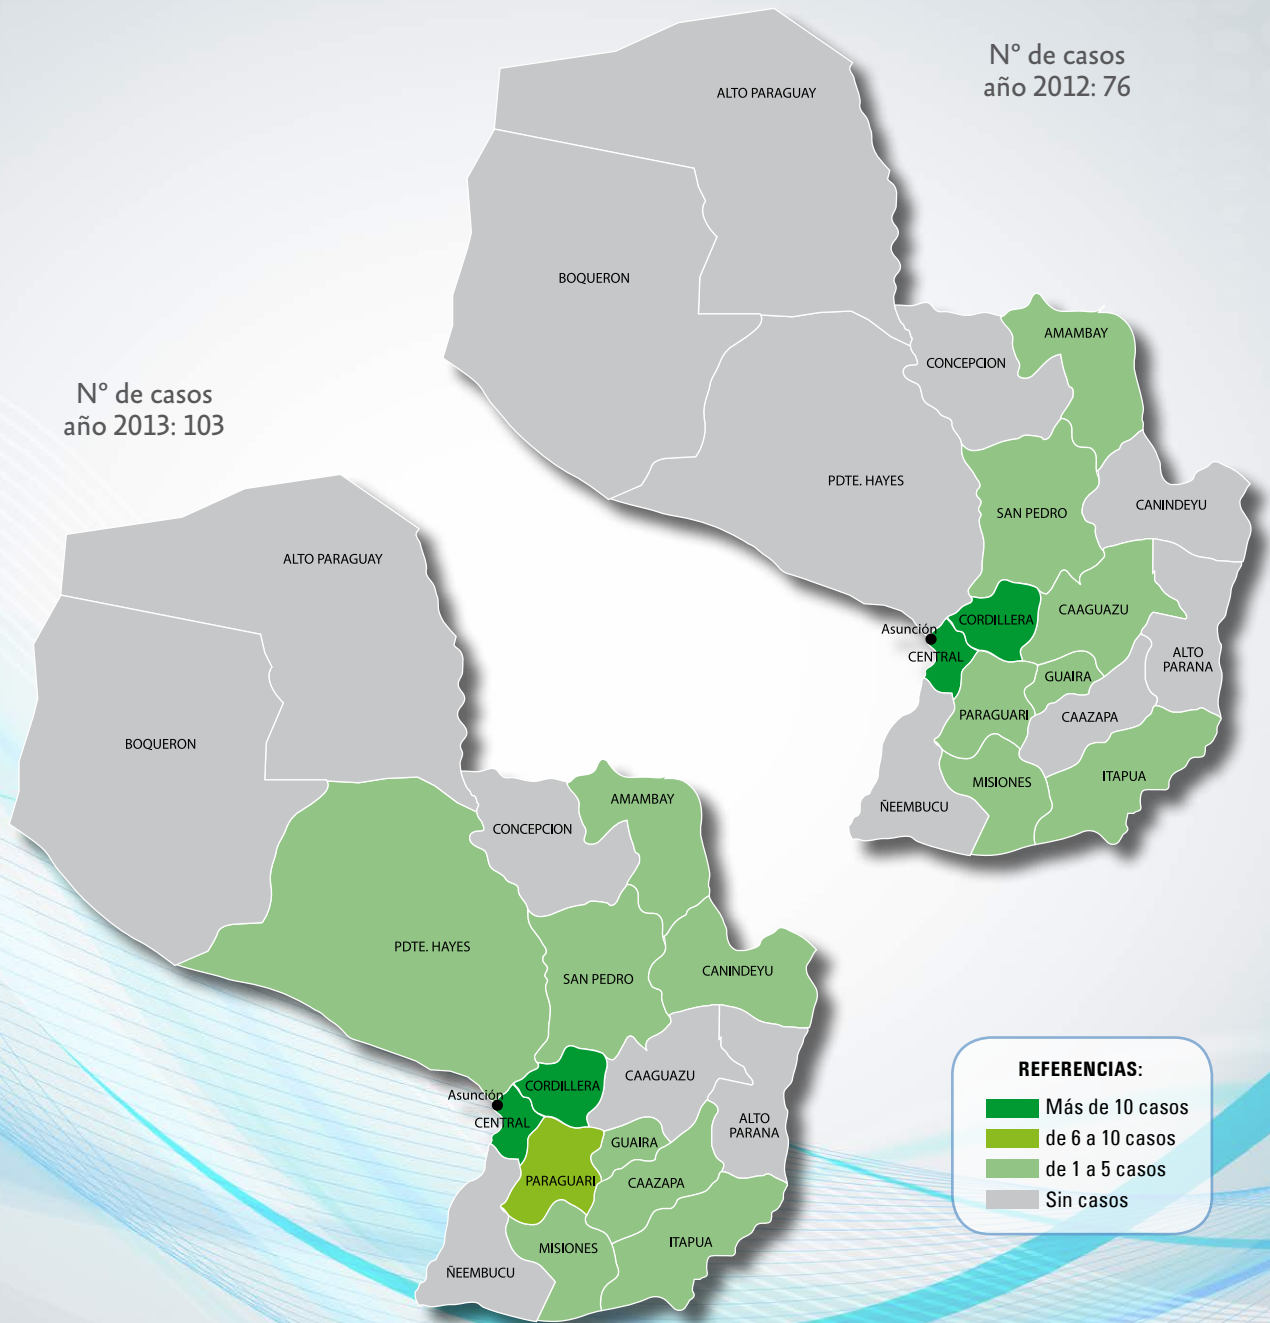 N° de casos
año 2012: 76
ALTO PARAGUAY
BOQUERON
AMAMBAY
CONCEPCION
PDTE. HAYES
SAN PEDRO
CANINDEYU
CAAGUAZU
CORDILLERA
Asunción
CENTRAL
ALTO
PARANA
GUAIRA
PARAGUARI
CAAZAPA
MISIONES
ITAPUA
ÑEEMBUCU
N° de casos
año 2013: 103
ALTO PARAGUAY
BOQUERON
AMAMBAY
CONCEPCION
PDTE. HAYES
SAN PEDRO
CANINDEYU
CAAGUAZU
CORDILLERA
Asunción
CENTRAL
ALTO
PARANA
GUAIRA
PARAGUARI
CAAZAPA
MISIONES
ITAPUA
ÑEEMBUCU
REFERENCIAS:
Más de 10 casos
de 6 a 10 casos
de 1 a 5 casos
Sin casos